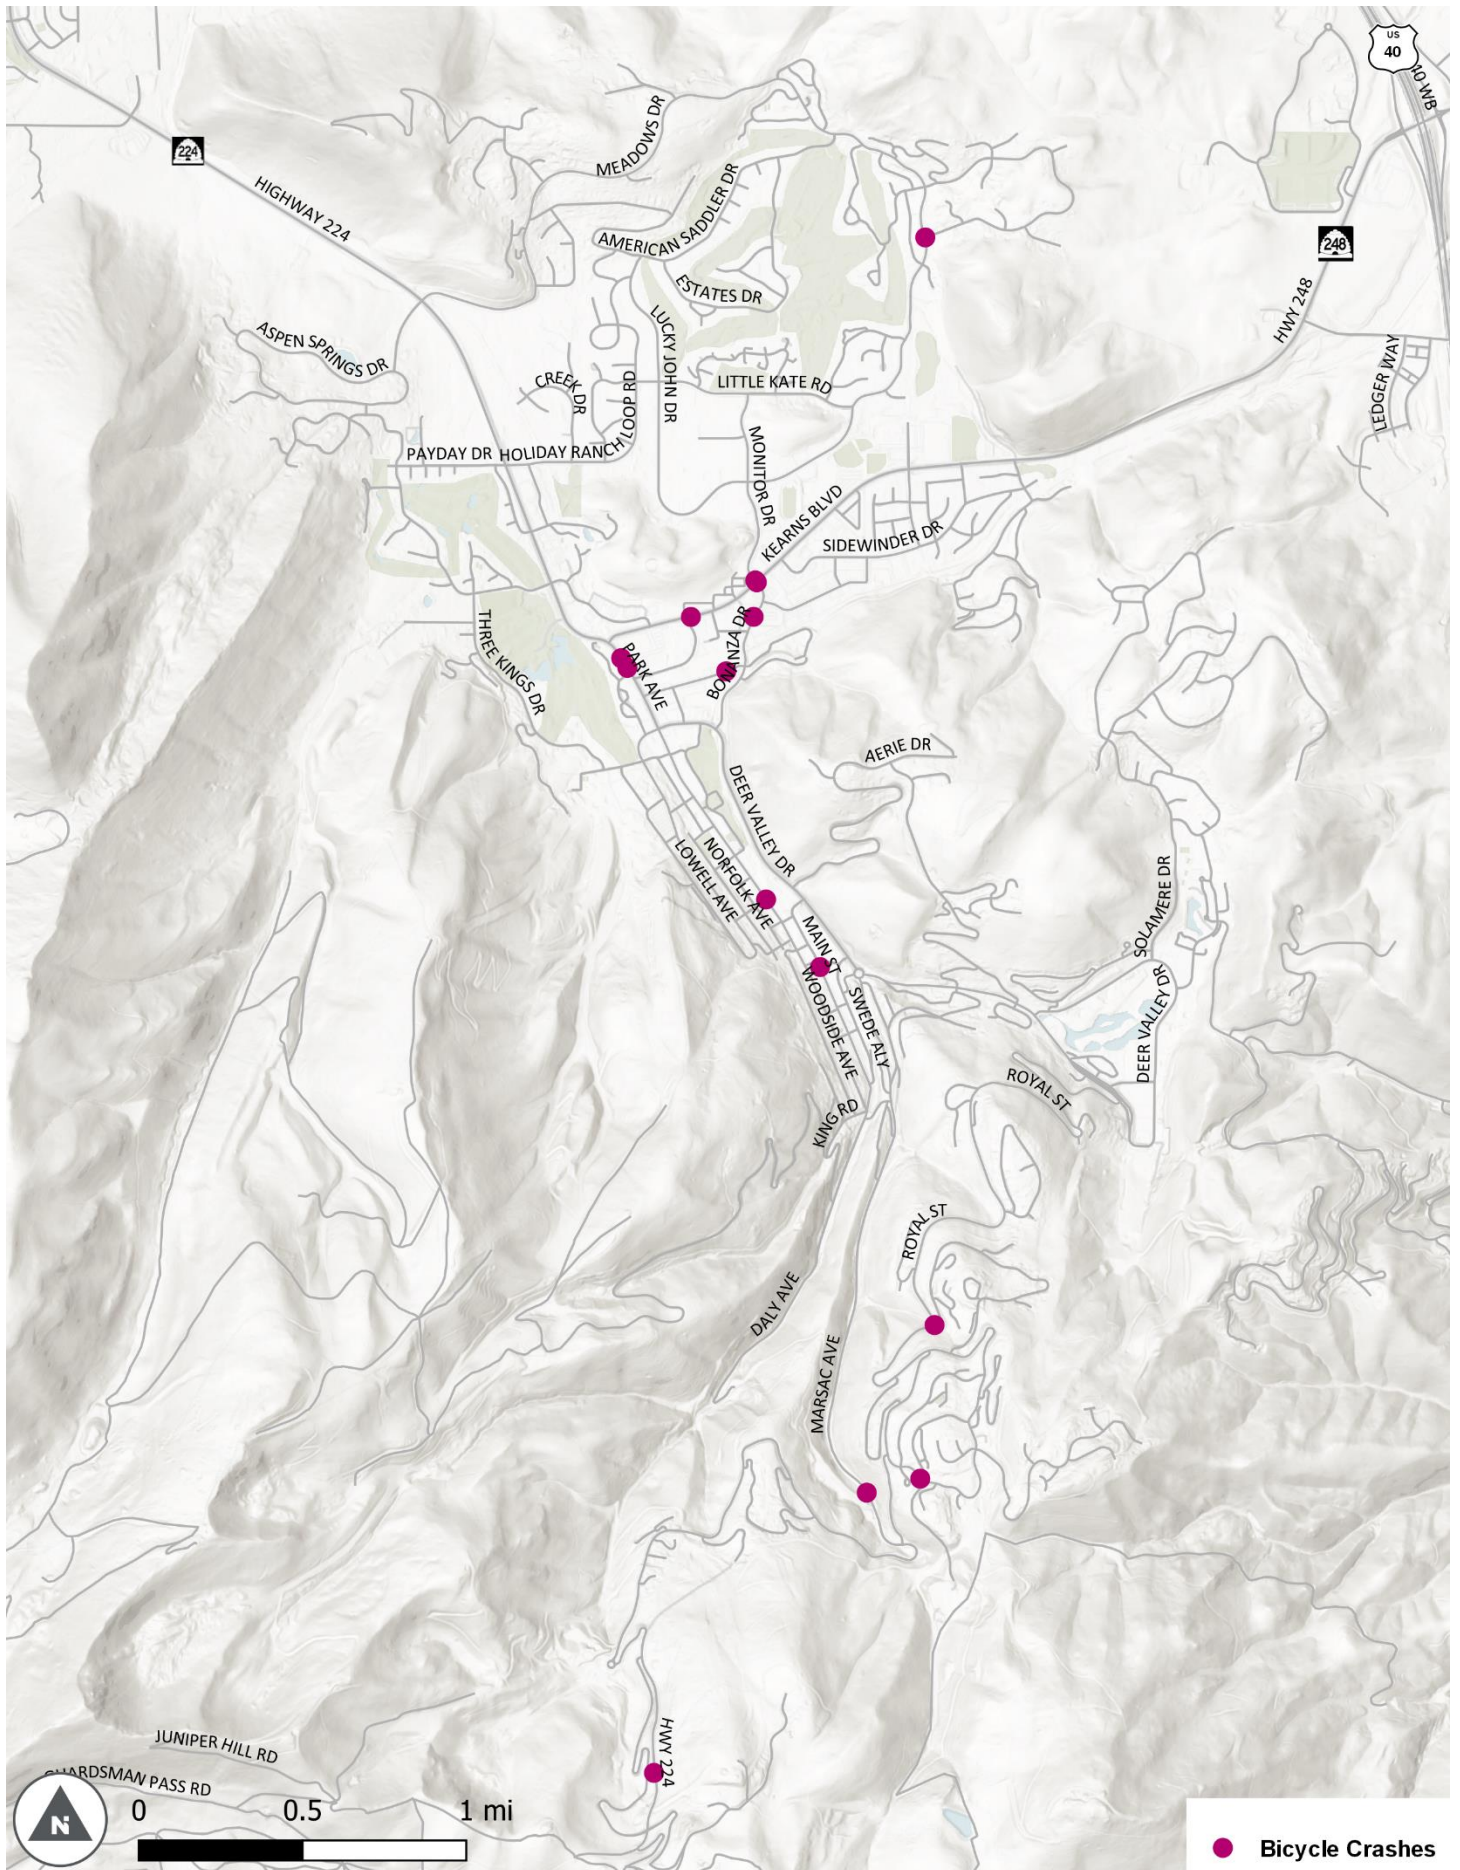 US
40
40 WB
MEADOWS DR
224
HIGHWAY 224
AMERICAN SADDLER DR
248
ESTATES DR
HWY 248
ASPEN SPRINGS DR
LUCKY JOHN DR
LEDGER WAY
CREEK DR
LOOP RD
LITTLE KATE RD
PAYDAY DR
HOLIDAY RANCH
MONITOR DR
KEARNS BLVD
SIDEWINDER DR
THREE KINGS DR
PARK AVE
BONANZA DR
AERIE DR
DEER VALLEY DR
NORFOLK AVE
LOWELL AVE
SOLAMERE DR
MAIN ST
WOODSIDE AVE
SWEDE ALY
DEER VALLEY DR
ROYAL ST
KING RD
ROYAL ST
DALY AVE
MARSAC AVE
HWY 224
JUNIPER HILL RD
GUARDSMAN PASS RD
N
0 0.5 1 mi
Bicycle Crashes